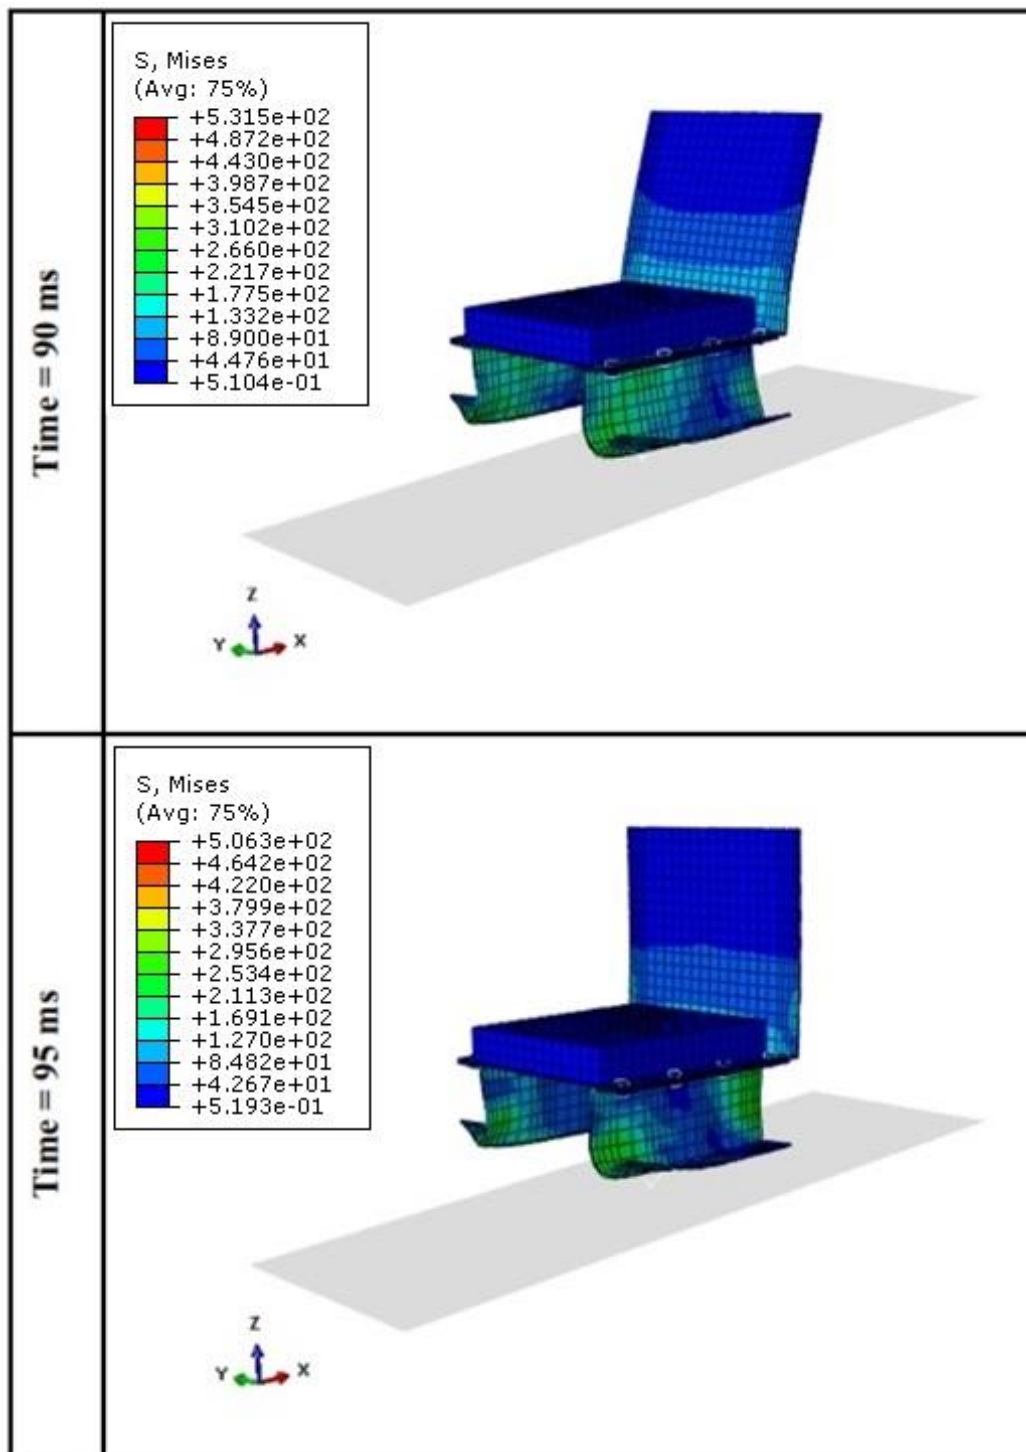 Time = 90 ms
S, Mises
(Avg: 75%)
+5.315e+02
+4.872e+02
+4.430e+02
+3.987e+02
+3.545e+02
+3.102e+02
+2.660e+02
+2.217e+02
+1.775e+02
+1.332e+02
+8.900e+01
+4.476e+01
+5.104e-01
Z
Y X
Time = 95 ms
S, Mises
(Avg: 75%)
+5.063e+02
+4.642e+02
+4.220e+02
+3.799e+02
+3.377e+02
+2.956e+02
+2.534e+02
+2.113e+02
+1.691e+02
+1.270e+02
+8.482e+01
+4.267e+01
+5.193e-01
Z
Y X